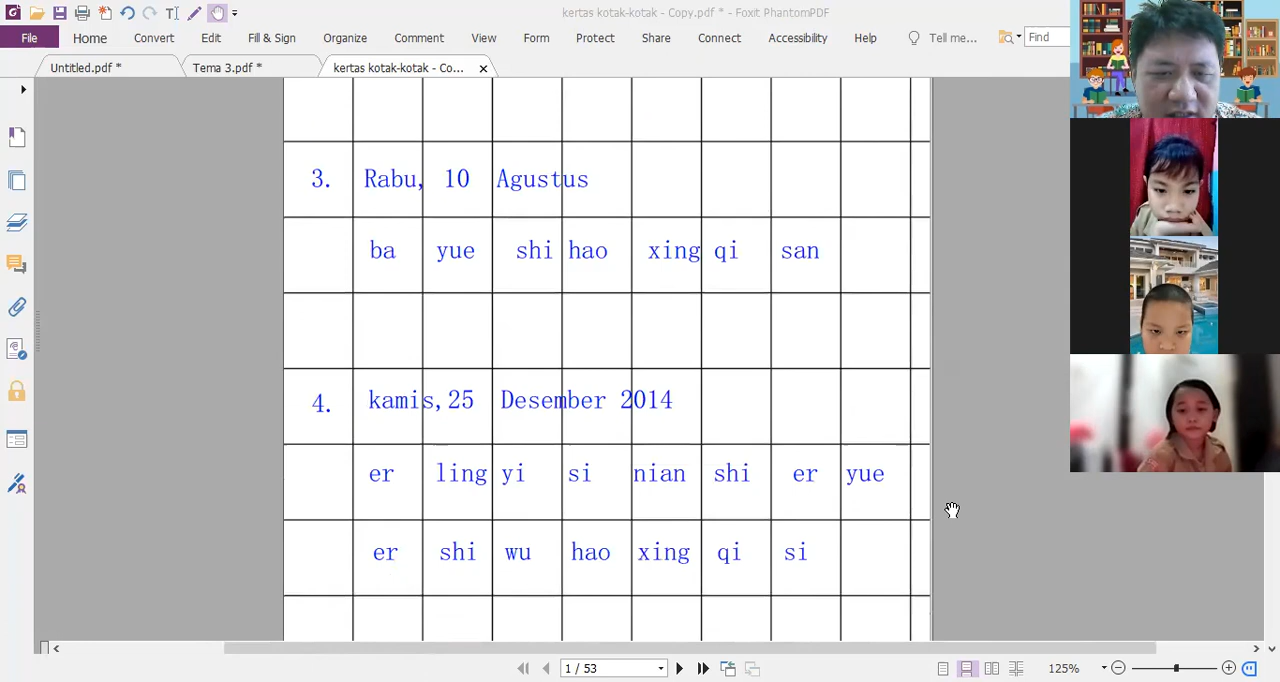 kertas kotak-kotak - Copy.pdf * - Foxit PhantomPDF
File Home Convert Edit Fill & Sign Organize Comment View Form Protect Share Connect Accessibility Help Tell me... Find
Untitled.pdf * Tema 3.pdf * kertas kotak-kotak - Co...
3. Rabu, 10 Agustus
ba yue shi hao xing qi san
4. kamis,25 Desember 2014
er ling yi si nian shi er yue
er shi wu hao xing qi si
1 / 53 125%